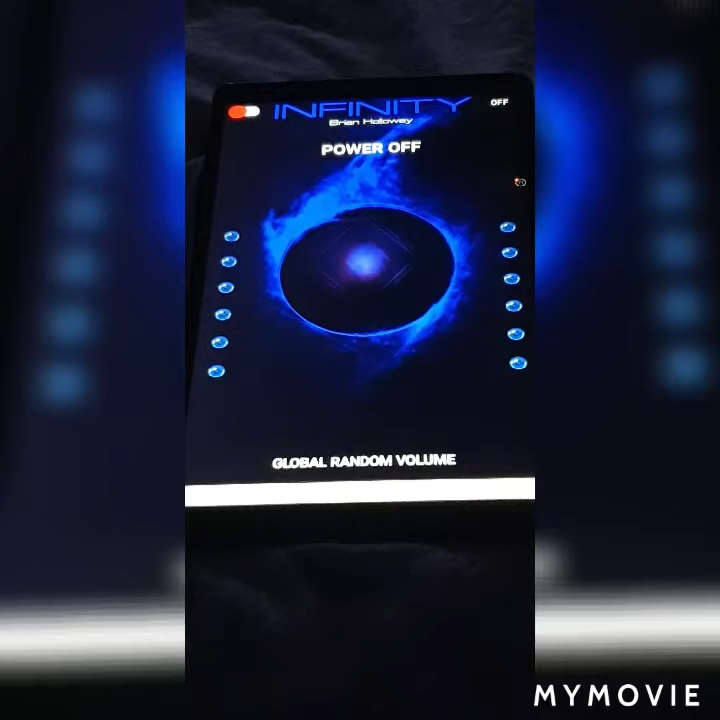 INFINITY
OFF
Brian Holloway
POWER OFF
GLOBAL RANDOM VOLUME
MYMOVIE